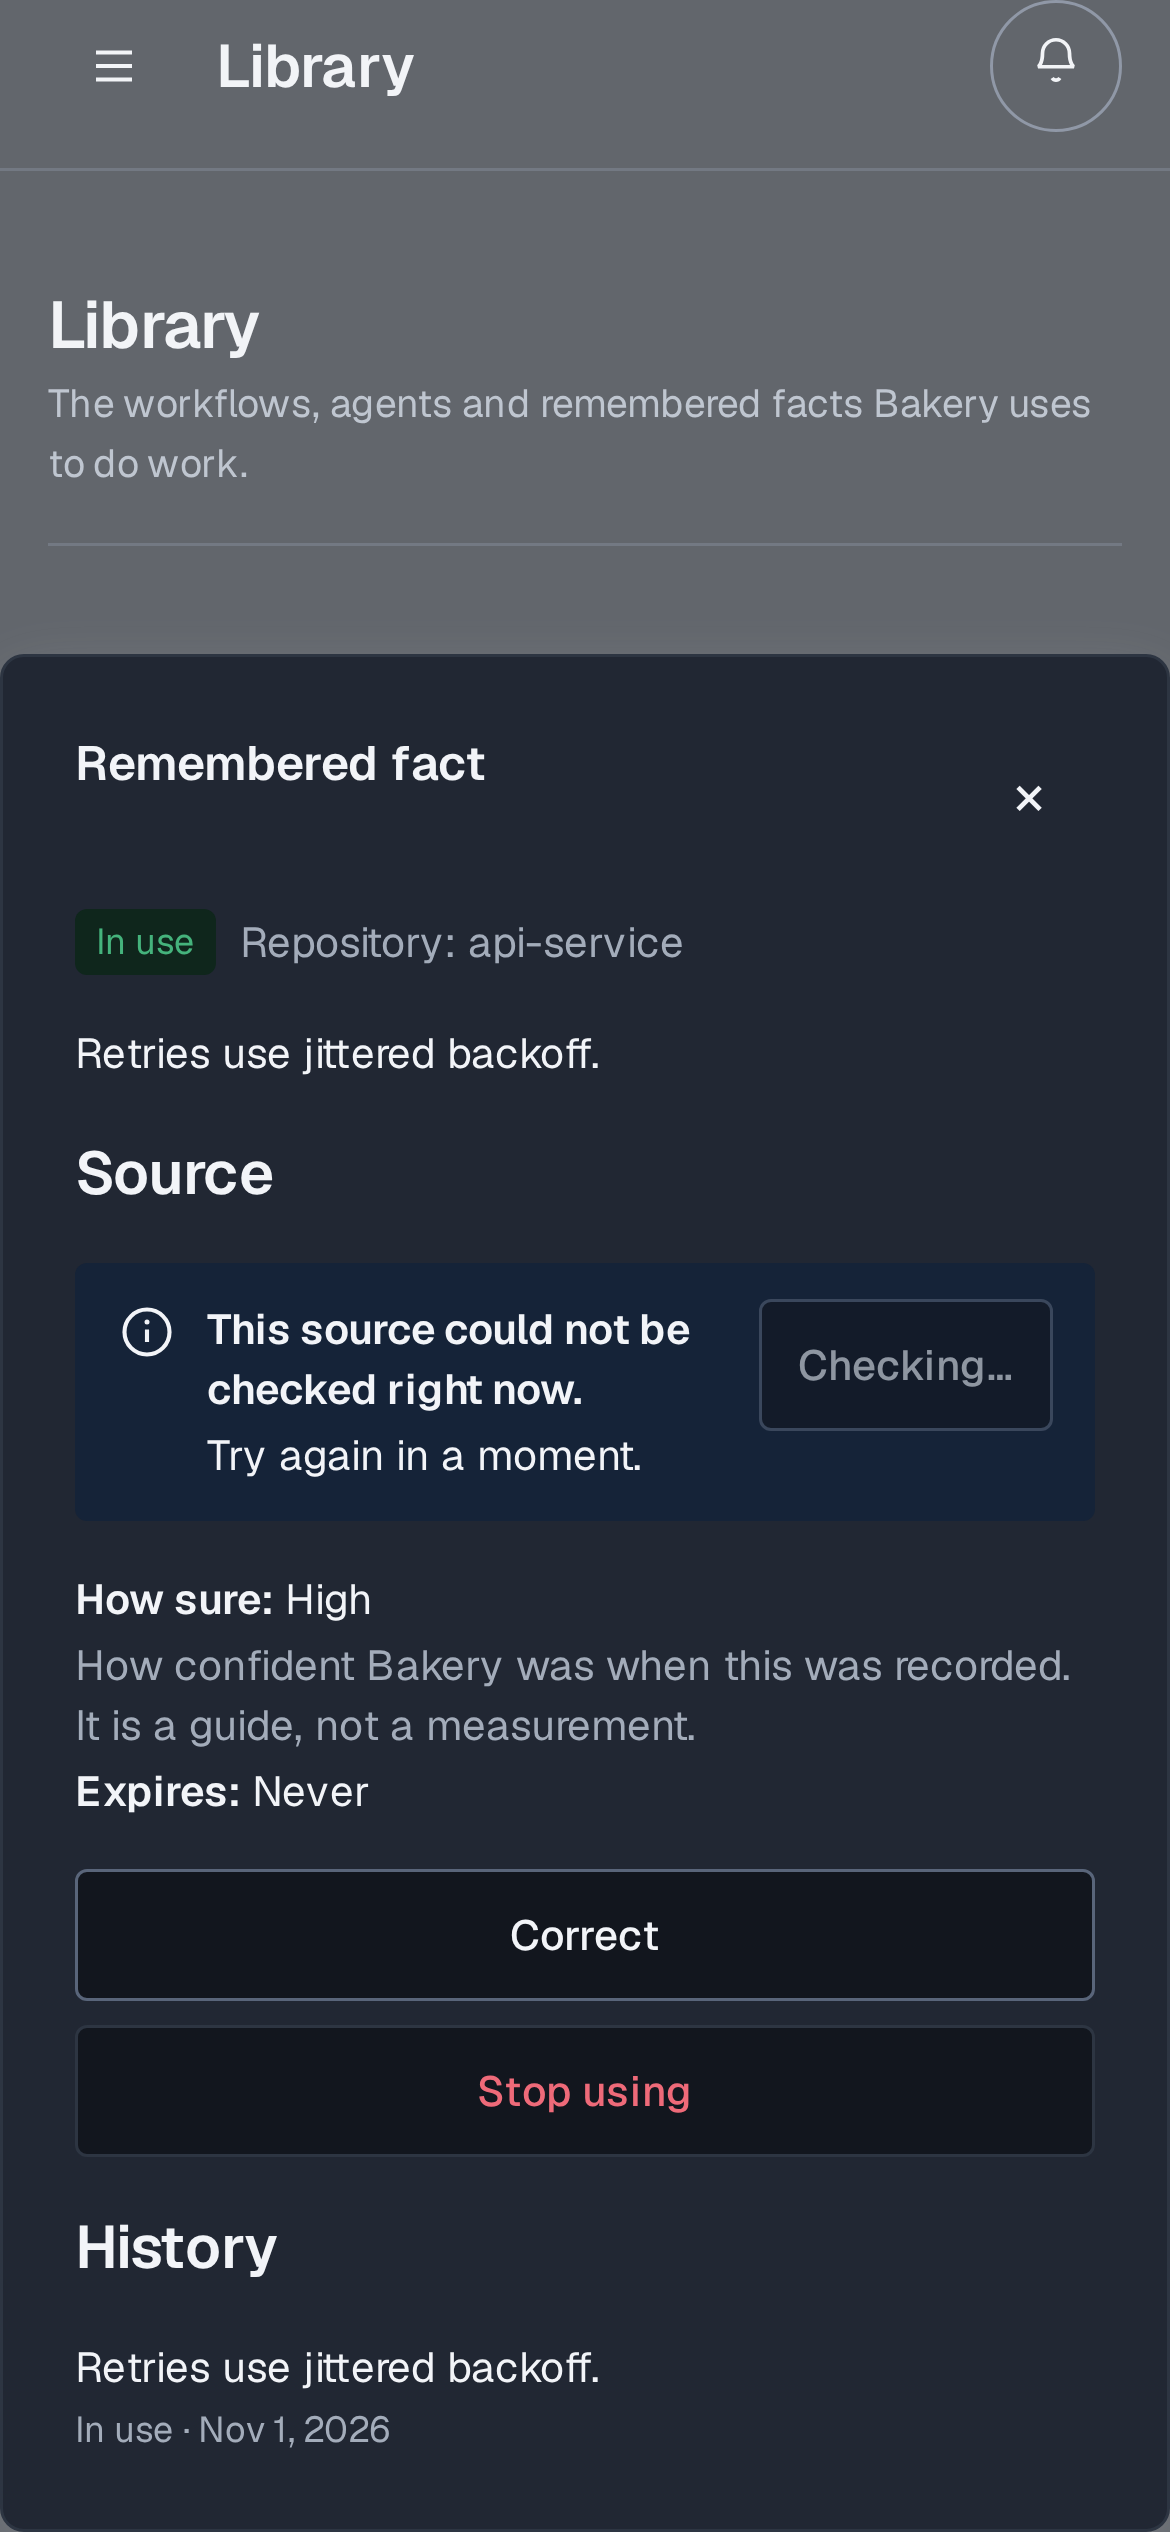 Library
Library
The workflows, agents and remembered facts Bakery uses
to do work.
Remembered fact
In use Repository: api-service
Retries use jittered backoff.
Source
This source could not be
checked right now.
Try again in a moment.
Checking...
How sure: High
How confident Bakery was when this was recorded.
It is a guide, not a measurement.
Expires: Never
Correct
Stop using
History
Retries use jittered backoff.
In use · Nov 1, 2026